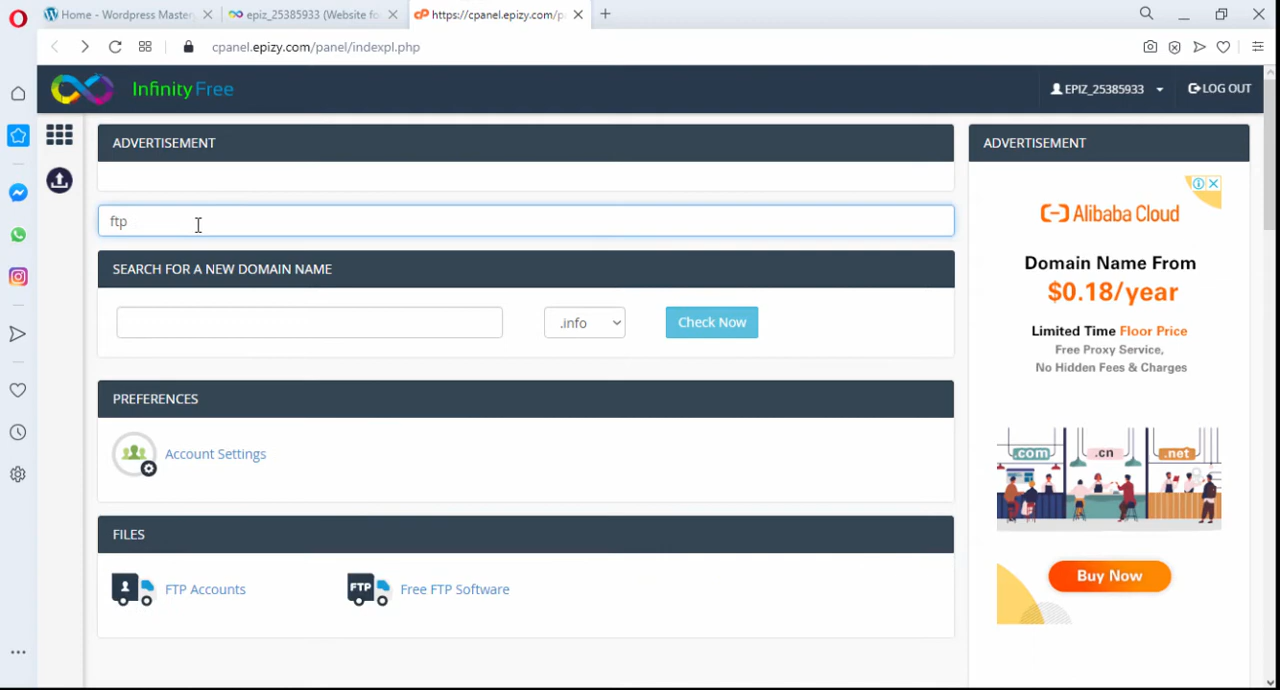 Home - Wordpress Master
epiz_25385933 (Website fo
https://cpanel.epizy.com/p
cpanel.epizy.com/panel/indexpl.php
InfinityFree
EPIZ_25385933
LOG OUT
ADVERTISEMENT
ftp
SEARCH FOR A NEW DOMAIN NAME
.info
Check Now
PREFERENCES
Account Settings
FILES
FTP Accounts
FTP
Free FTP Software
ADVERTISEMENT
Alibaba Cloud
Domain Name From
$0.18/year
Limited Time Floor Price
Free Proxy Service,
No Hidden Fees & Charges
.com .cn .net
Buy Now